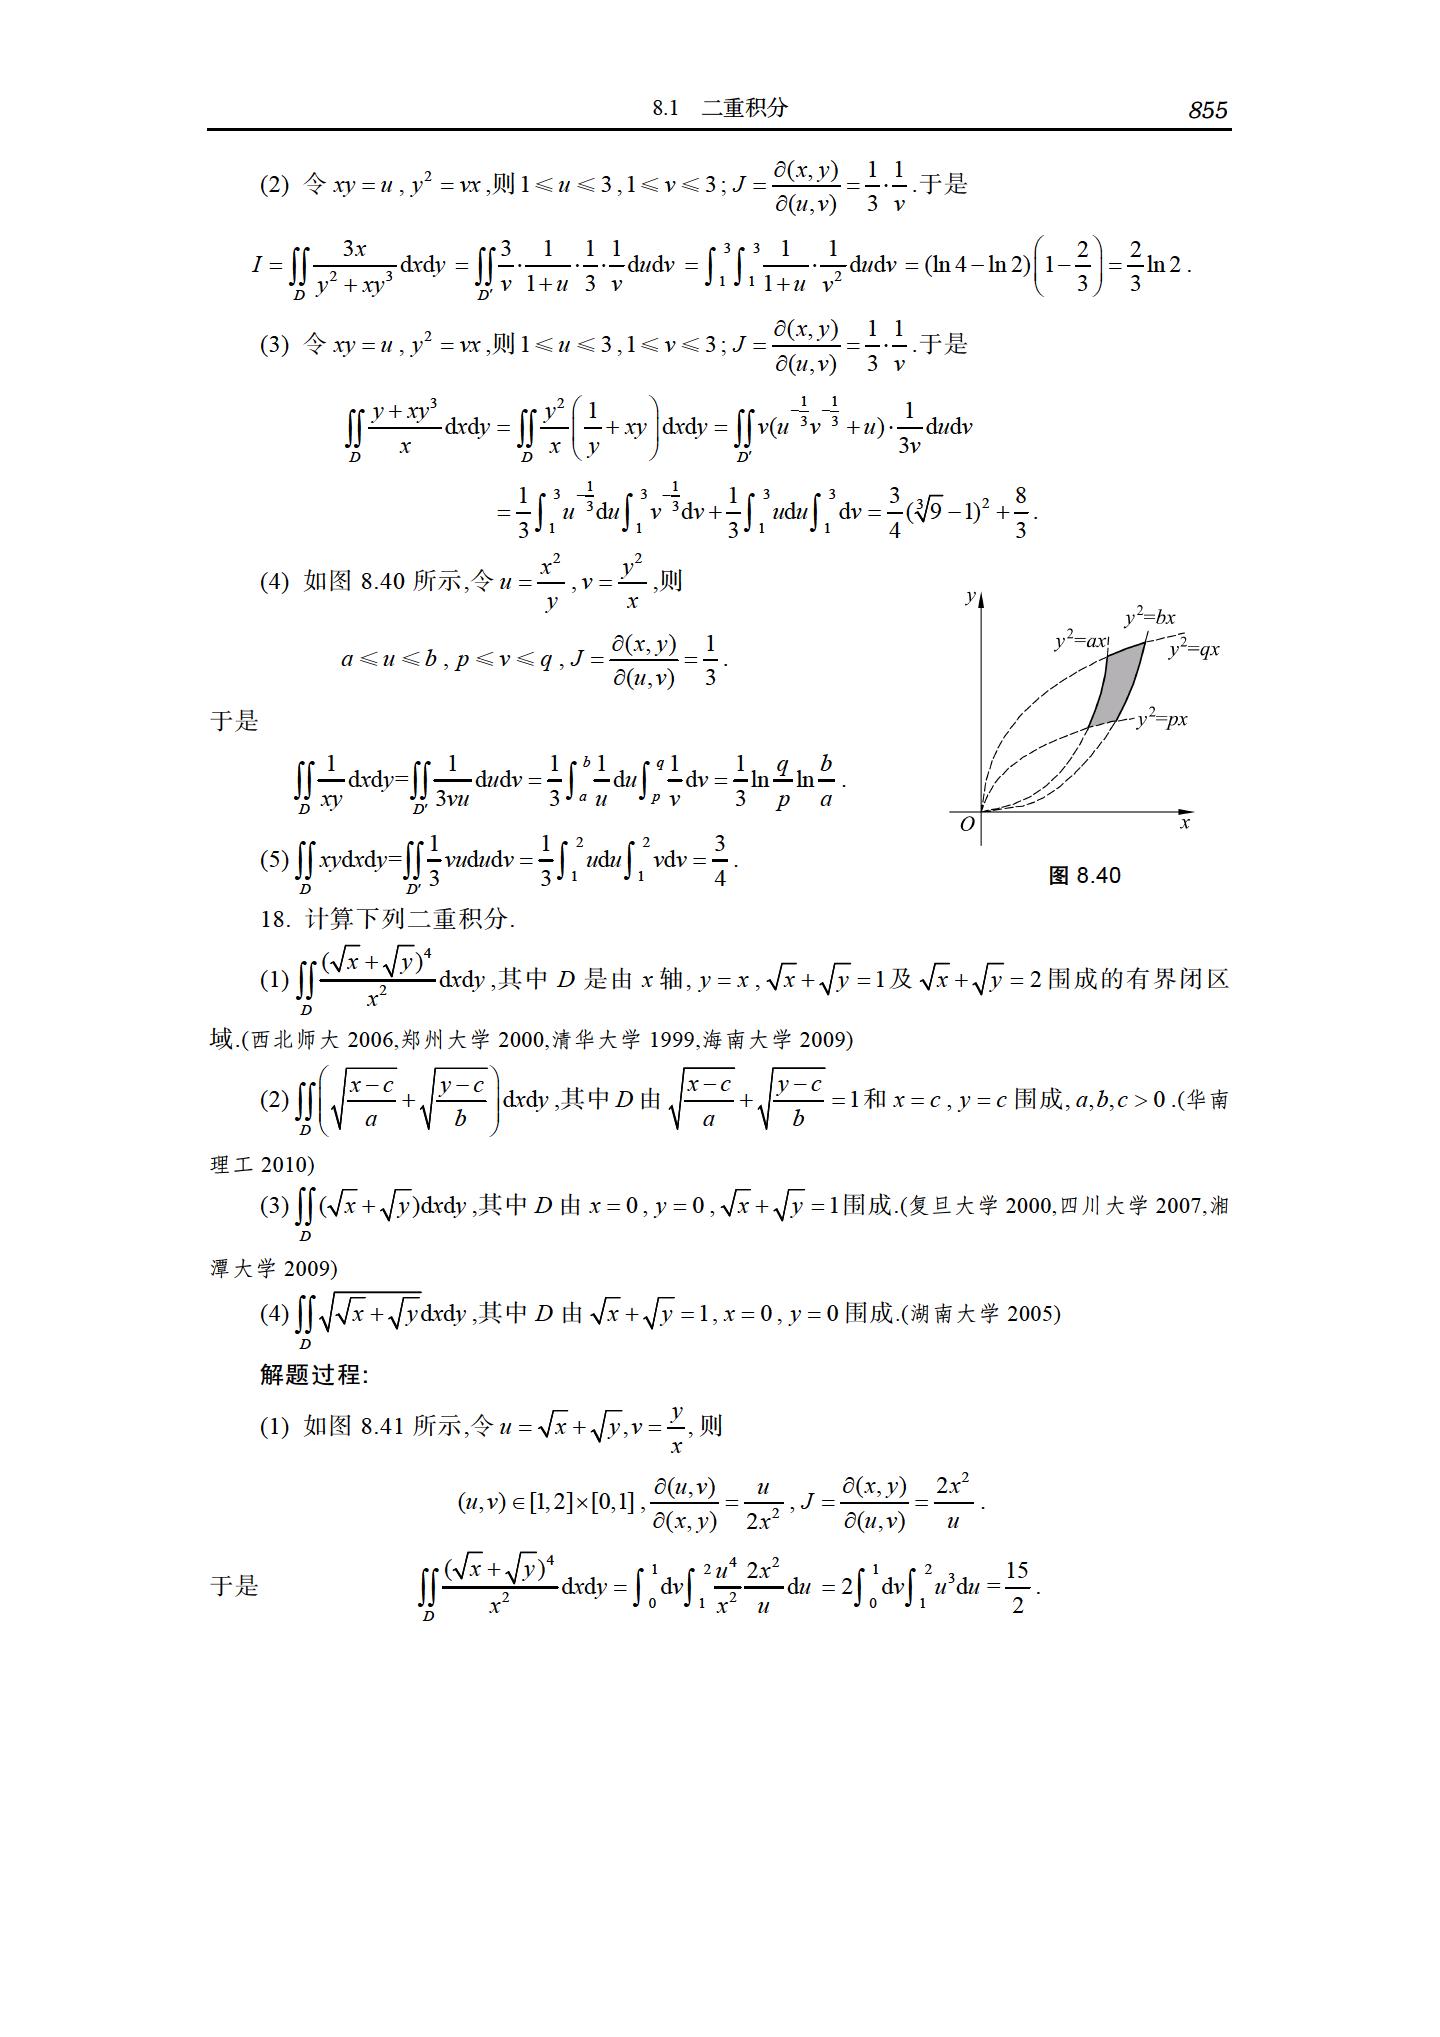 8.1 二重积分 855
(2) 令 $xy=u, y^2=vx$,则 $1\leqslant u\leqslant 3, 1\leqslant v\leqslant 3; J=\frac{\partial(x,y)}{\partial(u,v)}=\frac{1}{3}\cdot\frac{1}{v}$.于是
$I=\iint\limits_D\frac{3x}{y^2+xy^3}\mathrm{d}x\mathrm{d}y=\iint\limits_{D'}\frac{3}{v}\cdot\frac{1}{1+u}\cdot\frac{1}{3}\cdot\frac{1}{v}\mathrm{d}u\mathrm{d}v=\int_1^3\int_1^3\frac{1}{1+u}\cdot\frac{1}{v^2}\mathrm{d}u\mathrm{d}v=(\ln 4-\ln 2)\left(1-\frac{2}{3}\right)=\frac{2}{3}\ln 2.$
(3) 令 $xy=u, y^2=vx$,则 $1\leqslant u\leqslant 3, 1\leqslant v\leqslant 3; J=\frac{\partial(x,y)}{\partial(u,v)}=\frac{1}{3}\cdot\frac{1}{v}$.于是
$\iint\limits_D\frac{y+xy^3}{x}\mathrm{d}x\mathrm{d}y=\iint\limits_D\frac{y^2}{x}\left(\frac{1}{y}+xy\right)\mathrm{d}x\mathrm{d}y=\iint\limits_{D'}v(u^{-\frac{1}{3}}v^{-\frac{1}{3}}+u)\cdot\frac{1}{3v}\mathrm{d}u\mathrm{d}v$
$=\frac{1}{3}\int_1^3u^{-\frac{1}{3}}\mathrm{d}u\int_1^3v^{-\frac{1}{3}}\mathrm{d}v+\frac{1}{3}\int_1^3u\mathrm{d}u\int_1^3\mathrm{d}v=\frac{3}{4}(\sqrt[3]{9}-1)^2+\frac{8}{3}.$
(4) 如图 8.40 所示,令 $u=\frac{x^2}{y}, v=\frac{y^2}{x}$,则
$a\leqslant u\leqslant b, p\leqslant v\leqslant q, J=\frac{\partial(x,y)}{\partial(u,v)}=\frac{1}{3}.$
于是
$\iint\limits_D\frac{1}{xy}\mathrm{d}x\mathrm{d}y=\iint\limits_{D'}\frac{1}{3vu}\mathrm{d}u\mathrm{d}v=\frac{1}{3}\int_a^b\frac{1}{u}\mathrm{d}u\int_p^q\frac{1}{v}\mathrm{d}v=\frac{1}{3}\ln\frac{q}{p}\ln\frac{b}{a}.$
(5) $\iint\limits_D xy\mathrm{d}x\mathrm{d}y=\iint\limits_{D'}\frac{1}{3}vu\mathrm{d}u\mathrm{d}v=\frac{1}{3}\int_1^2u\mathrm{d}u\int_1^2v\mathrm{d}v=\frac{3}{4}.$
y
$y^2=bx$
$y^2=ax$
$y^2=qx$
$y^2=px$
O
x
图 8.40
18. 计算下列二重积分.
(1) $\iint\limits_D\frac{(\sqrt{x}+\sqrt{y})^4}{x^2}\mathrm{d}x\mathrm{d}y$,其中 D 是由 x 轴, $y=x, \sqrt{x}+\sqrt{y}=1$ 及 $\sqrt{x}+\sqrt{y}=2$ 围成的有界闭区
域.(西北师大 2006,郑州大学 2000,清华大学 1999,海南大学 2009)
(2) $\iint\limits_D\left(\sqrt{\frac{x-c}{a}}+\sqrt{\frac{y-c}{b}}\right)\mathrm{d}x\mathrm{d}y$,其中 D 由 $\sqrt{\frac{x-c}{a}}+\sqrt{\frac{y-c}{b}}=1$ 和 $x=c, y=c$ 围成, $a,b,c>0$.(华南
理工 2010)
(3) $\iint\limits_D(\sqrt{x}+\sqrt{y})\mathrm{d}x\mathrm{d}y$,其中 D 由 $x=0, y=0, \sqrt{x}+\sqrt{y}=1$ 围成.(复旦大学 2000,四川大学 2007,湘
潭大学 2009)
(4) $\iint\limits_D\sqrt{\sqrt{x}+\sqrt{y}}\mathrm{d}x\mathrm{d}y$,其中 D 由 $\sqrt{x}+\sqrt{y}=1, x=0, y=0$ 围成.(湖南大学 2005)
解题过程:
(1) 如图 8.41 所示,令 $u=\sqrt{x}+\sqrt{y}, v=\frac{y}{x}$, 则
$(u,v)\in[1,2]\times[0,1], \frac{\partial(u,v)}{\partial(x,y)}=\frac{u}{2x^2}, J=\frac{\partial(x,y)}{\partial(u,v)}=\frac{2x^2}{u}.$
于是 $\iint\limits_D\frac{(\sqrt{x}+\sqrt{y})^4}{x^2}\mathrm{d}x\mathrm{d}y=\int_0^1\mathrm{d}v\int_1^2\frac{u^4}{x^2}\frac{2x^2}{u}\mathrm{d}u=2\int_0^1\mathrm{d}v\int_1^2u^3\mathrm{d}u=\frac{15}{2}.$